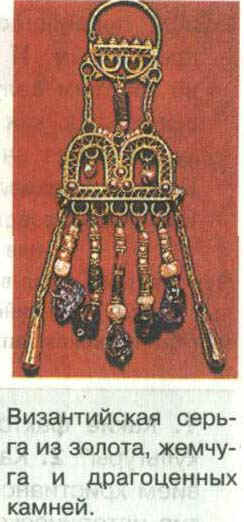 Византийская серь-
га из золота, жемчу-
га и драгоценных
камней.